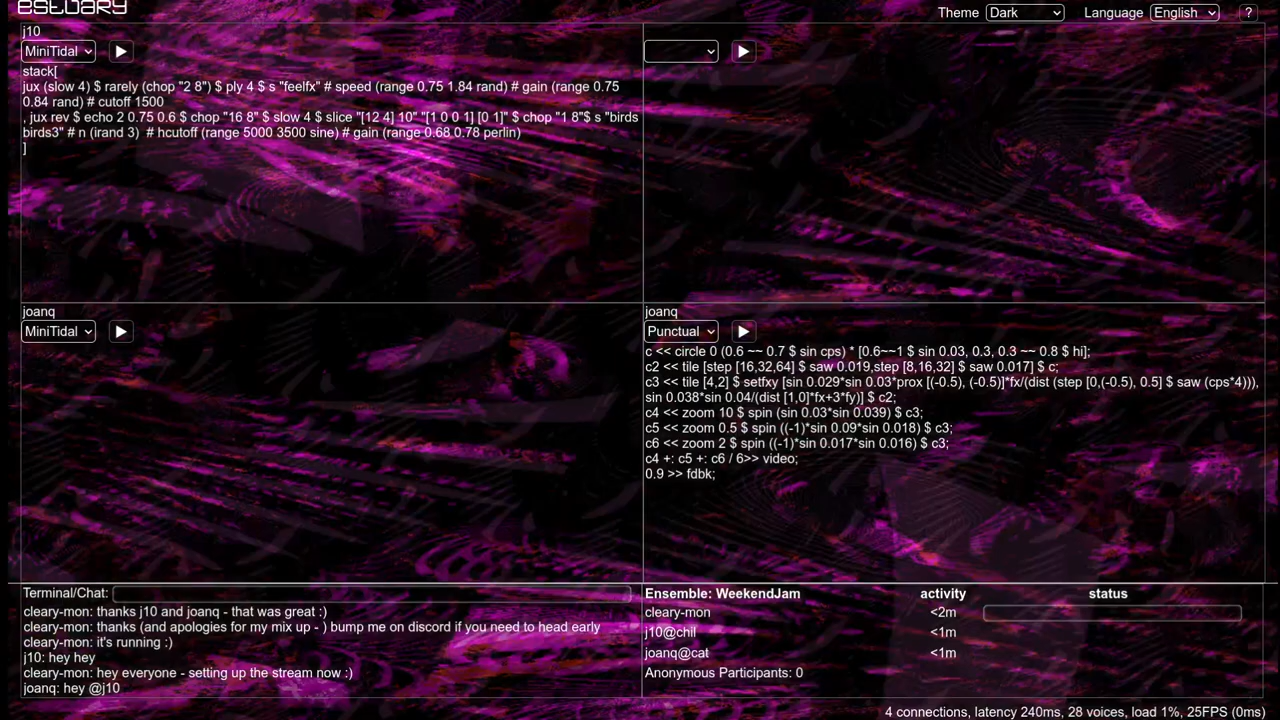 estuary
Theme Dark Language English ?
j10
MiniTidal
stack[
jux (slow 4) $ rarely (chop "2 8") $ ply 4 $ s "feelfx" # speed (range 0.75 1.84 rand) # gain (range 0.75
0.84 rand) # cutoff 1500
, jux rev $ echo 2 0.75 0.6 $ chop "16 8" $ slow 4 $ slice "[12 4] 10" "[1 0 0 1] [0 1]" $ chop "1 8"$ s "birds
birds3" # n (irand 3)  # hcutoff (range 5000 3500 sine) # gain (range 0.68 0.78 perlin)
]
joanq
MiniTidal
joanq
Punctual
c << circle 0 (0.6 ~~ 0.7 $ sin cps) * [0.6~~1 $ sin 0.03, 0.3, 0.3 ~~ 0.8 $ hi];
c2 << tile [step [16,32,64] $ saw 0.019,step [8,16,32] $ saw 0.017] $ c;
c3 << tile [4,2] $ setfxy [sin 0.029*sin 0.03*prox [(-0.5), (-0.5)]*fx/(dist (step [0,(-0.5), 0.5] $ saw (cps*4))),
sin 0.038*sin 0.04/(dist [1,0]*fx+3*fy)] $ c2;
c4 << zoom 10 $ spin (sin 0.03*sin 0.039) $ c3;
c5 << zoom 0.5 $ spin ((-1)*sin 0.09*sin 0.018) $ c3;
c6 << zoom 2 $ spin ((-1)*sin 0.017*sin 0.016) $ c3;
c4 +: c5 +: c6 / 6>> video;
0.9 >> fdbk;
Terminal/Chat:
cleary-mon: thanks j10 and joanq - that was great :)
cleary-mon: thanks (and apologies for my mix up - ) bump me on discord if you need to head early
cleary-mon: it's running :)
j10: hey hey
cleary-mon: hey everyone - setting up the stream now :)
joanq: hey @j10
Ensemble: WeekendJam activity status
cleary-mon <2m
j10@chil <1m
joanq@cat <1m
Anonymous Participants: 0
4 connections, latency 240ms, 28 voices, load 1%, 25FPS (0ms)